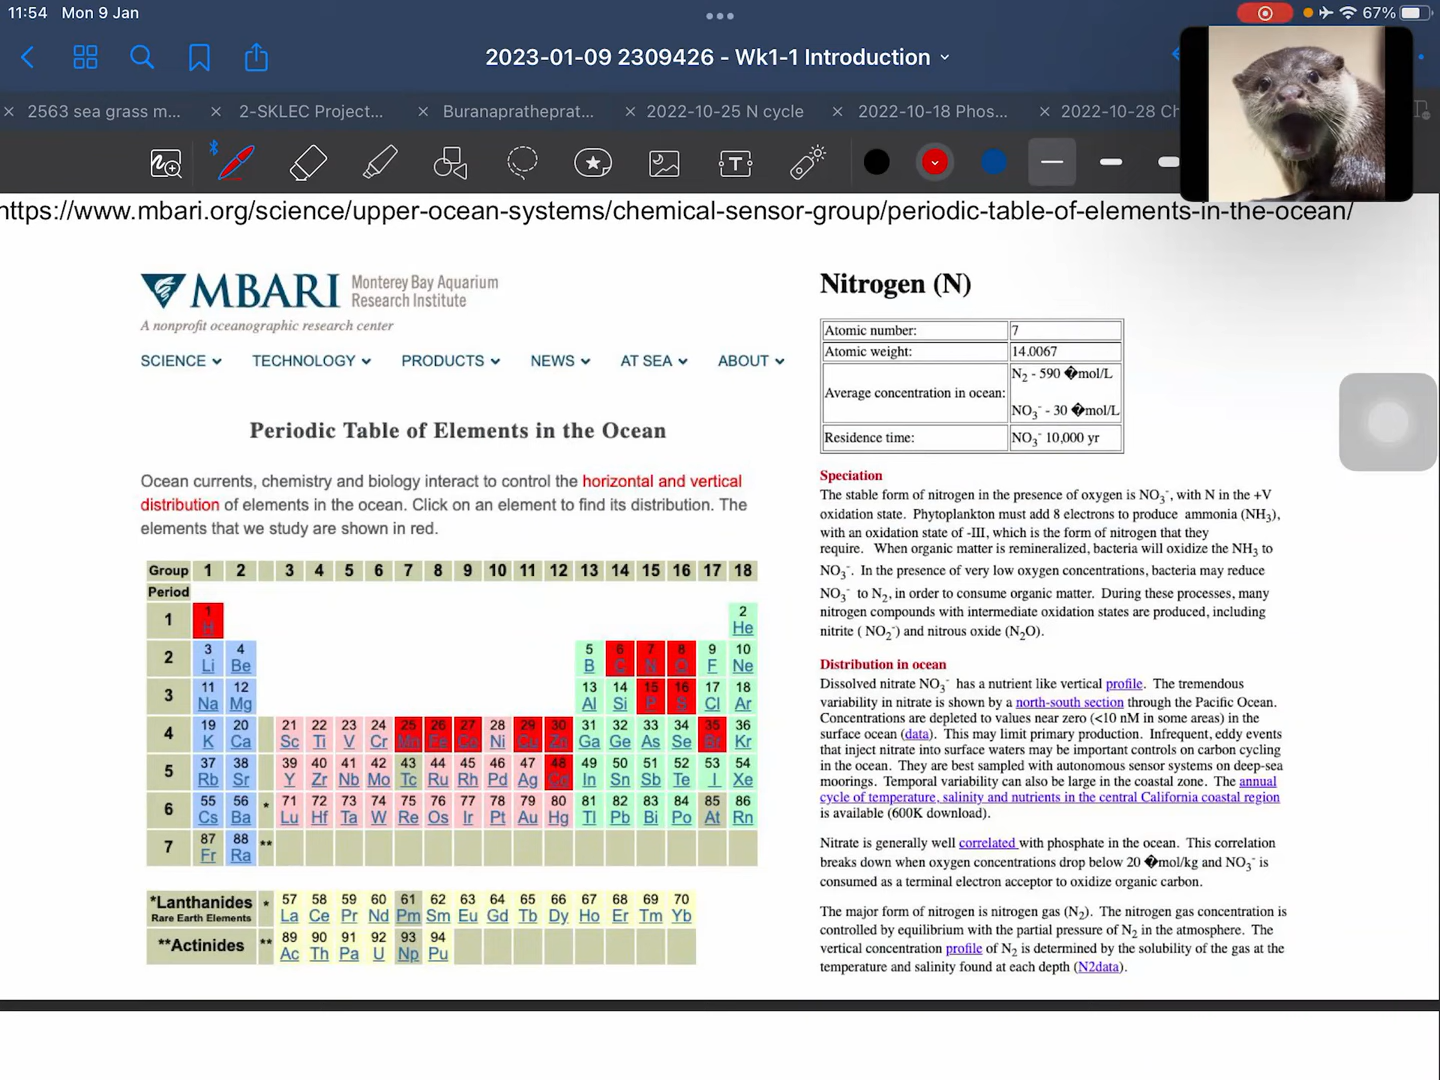 11:54 Mon 9 Jan
67%
2023-01-09 2309426 - Wk1-1 Introduction
2563 sea grass m...
2-SKLEC Project...
Buranapratheprat...
2022-10-25 N cycle
2022-10-18 Phos...
2022-10-28 Ch
https://www.mbari.org/science/upper-ocean-systems/chemical-sensor-group/periodic-table-of-elements-in-the-ocean/
MBARI
Monterey Bay Aquarium
Research Institute
A nonprofit oceanographic research center
SCIENCE TECHNOLOGY PRODUCTS NEWS AT SEA ABOUT
Periodic Table of Elements in the Ocean
Ocean currents, chemistry and biology interact to control the horizontal and vertical
distribution of elements in the ocean. Click on an element to find its distribution. The
elements that we study are shown in red.
Group 1 2 3 4 5 6 7 8 9 10 11 12 13 14 15 16 17 18
Period
1 1 2
H He
2 3 4 5 6 7 8 9 10
Li Be B C N O F Ne
3 11 12 13 14 15 16 17 18
Na Mg Al Si P S Cl Ar
4 19 20 21 22 23 24 25 26 27 28 29 30 31 32 33 34 35 36
K Ca Sc Ti V Cr Mn Fe Co Ni Cu Zn Ga Ge As Se Br Kr
5 37 38 39 40 41 42 43 44 45 46 47 48 49 50 51 52 53 54
Rb Sr Y Zr Nb Mo Tc Ru Rh Pd Ag Cd In Sn Sb Te I Xe
6 55 56 * 71 72 73 74 75 76 77 78 79 80 81 82 83 84 85 86
Cs Ba Lu Hf Ta W Re Os Ir Pt Au Hg Tl Pb Bi Po At Rn
7 87 88 **
Fr Ra
*Lanthanides * 57 58 59 60 61 62 63 64 65 66 67 68 69 70
Rare Earth Elements La Ce Pr Nd Pm Sm Eu Gd Tb Dy Ho Er Tm Yb
**Actinides ** 89 90 91 92 93 94
Ac Th Pa U Np Pu
Nitrogen (N)
Atomic number: 7
Atomic weight: 14.0067
Average concentration in ocean: N₂ - 590 �mol/L
NO₃⁻ - 30 �mol/L
Residence time: NO₃⁻ 10,000 yr
Speciation
The stable form of nitrogen in the presence of oxygen is NO₃⁻, with N in the +V
oxidation state. Phytoplankton must add 8 electrons to produce ammonia (NH₃),
with an oxidation state of -III, which is the form of nitrogen that they
require. When organic matter is remineralized, bacteria will oxidize the NH₃ to
NO₃⁻. In the presence of very low oxygen concentrations, bacteria may reduce
NO₃⁻ to N₂, in order to consume organic matter. During these processes, many
nitrogen compounds with intermediate oxidation states are produced, including
nitrite ( NO₂⁻) and nitrous oxide (N₂O).
Distribution in ocean
Dissolved nitrate NO₃⁻ has a nutrient like vertical profile. The tremendous
variability in nitrate is shown by a north-south section through the Pacific Ocean.
Concentrations are depleted to values near zero (<10 nM in some areas) in the
surface ocean (data). This may limit primary production. Infrequent, eddy events
that inject nitrate into surface waters may be important controls on carbon cycling
in the ocean. They are best sampled with autonomous sensor systems on deep-sea
moorings. Temporal variability can also be large in the coastal zone. The annual
cycle of temperature, salinity and nutrients in the central California coastal region
is available (600K download).
Nitrate is generally well correlated with phosphate in the ocean. This correlation
breaks down when oxygen concentrations drop below 20 �mol/kg and NO₃⁻ is
consumed as a terminal electron acceptor to oxidize organic carbon.
The major form of nitrogen is nitrogen gas (N₂). The nitrogen gas concentration is
controlled by equilibrium with the partial pressure of N₂ in the atmosphere. The
vertical concentration profile of N₂ is determined by the solubility of the gas at the
temperature and salinity found at each depth (N2data).